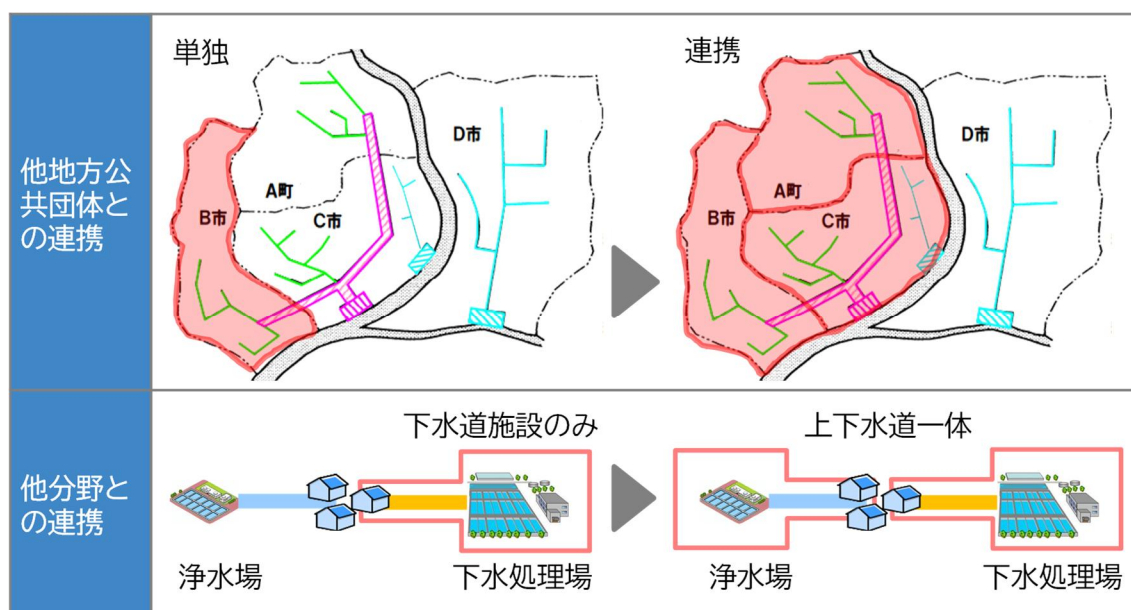 他地方公
共団体と
の連携
単独
A町
B市
C市
D市
連携
A町
B市
C市
D市
他分野と
の連携
下水道施設のみ
浄水場
下水処理場
上下水道一体
浄水場
下水処理場